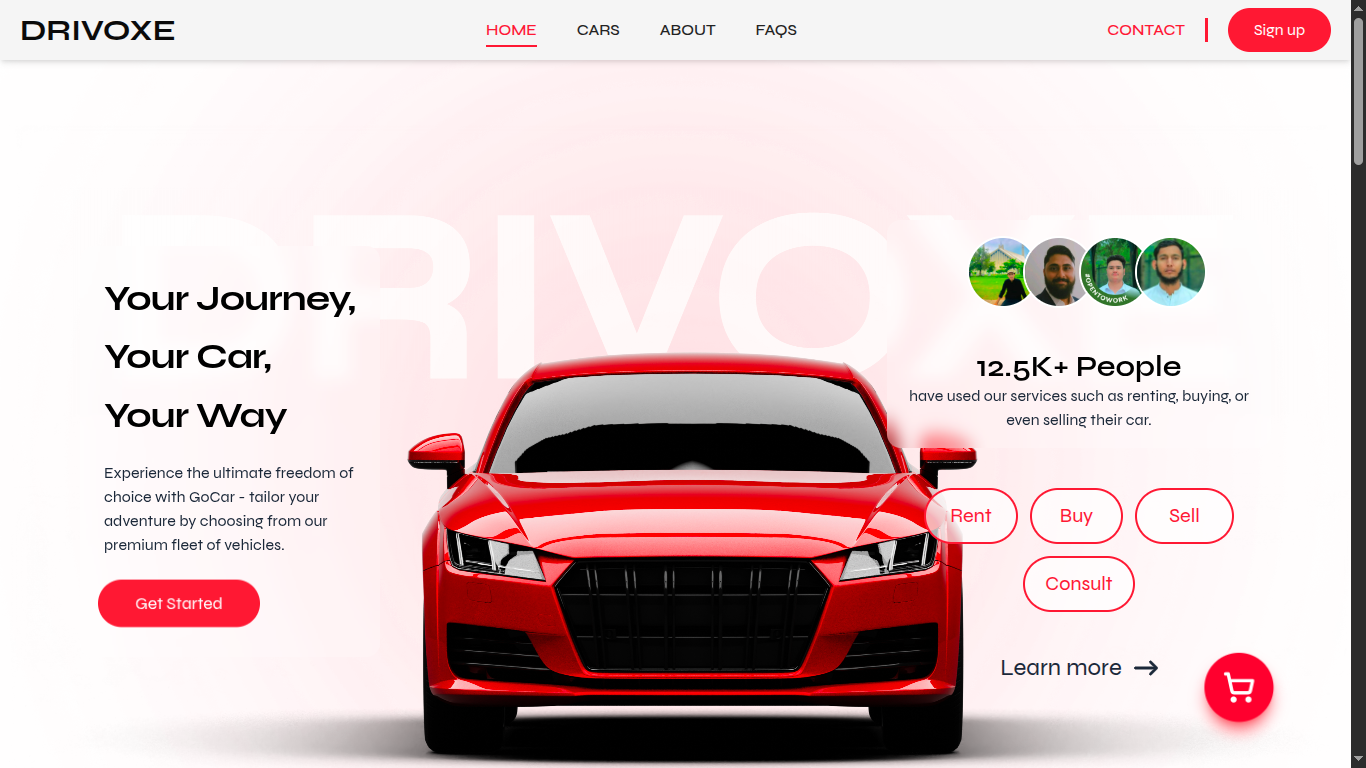 DRIVOXE
HOME
CARS
ABOUT
FAQS
CONTACT
Sign up
DRIVOXE
Your Journey,
Your Car,
Your Way
Experience the ultimate freedom of
choice with GoCar - tailor your
adventure by choosing from our
premium fleet of vehicles.
Get Started
#OPENTOWORK
12.5K+ People
have used our services such as renting, buying, or
even selling their car.
Rent
Buy
Sell
Consult
Learn more